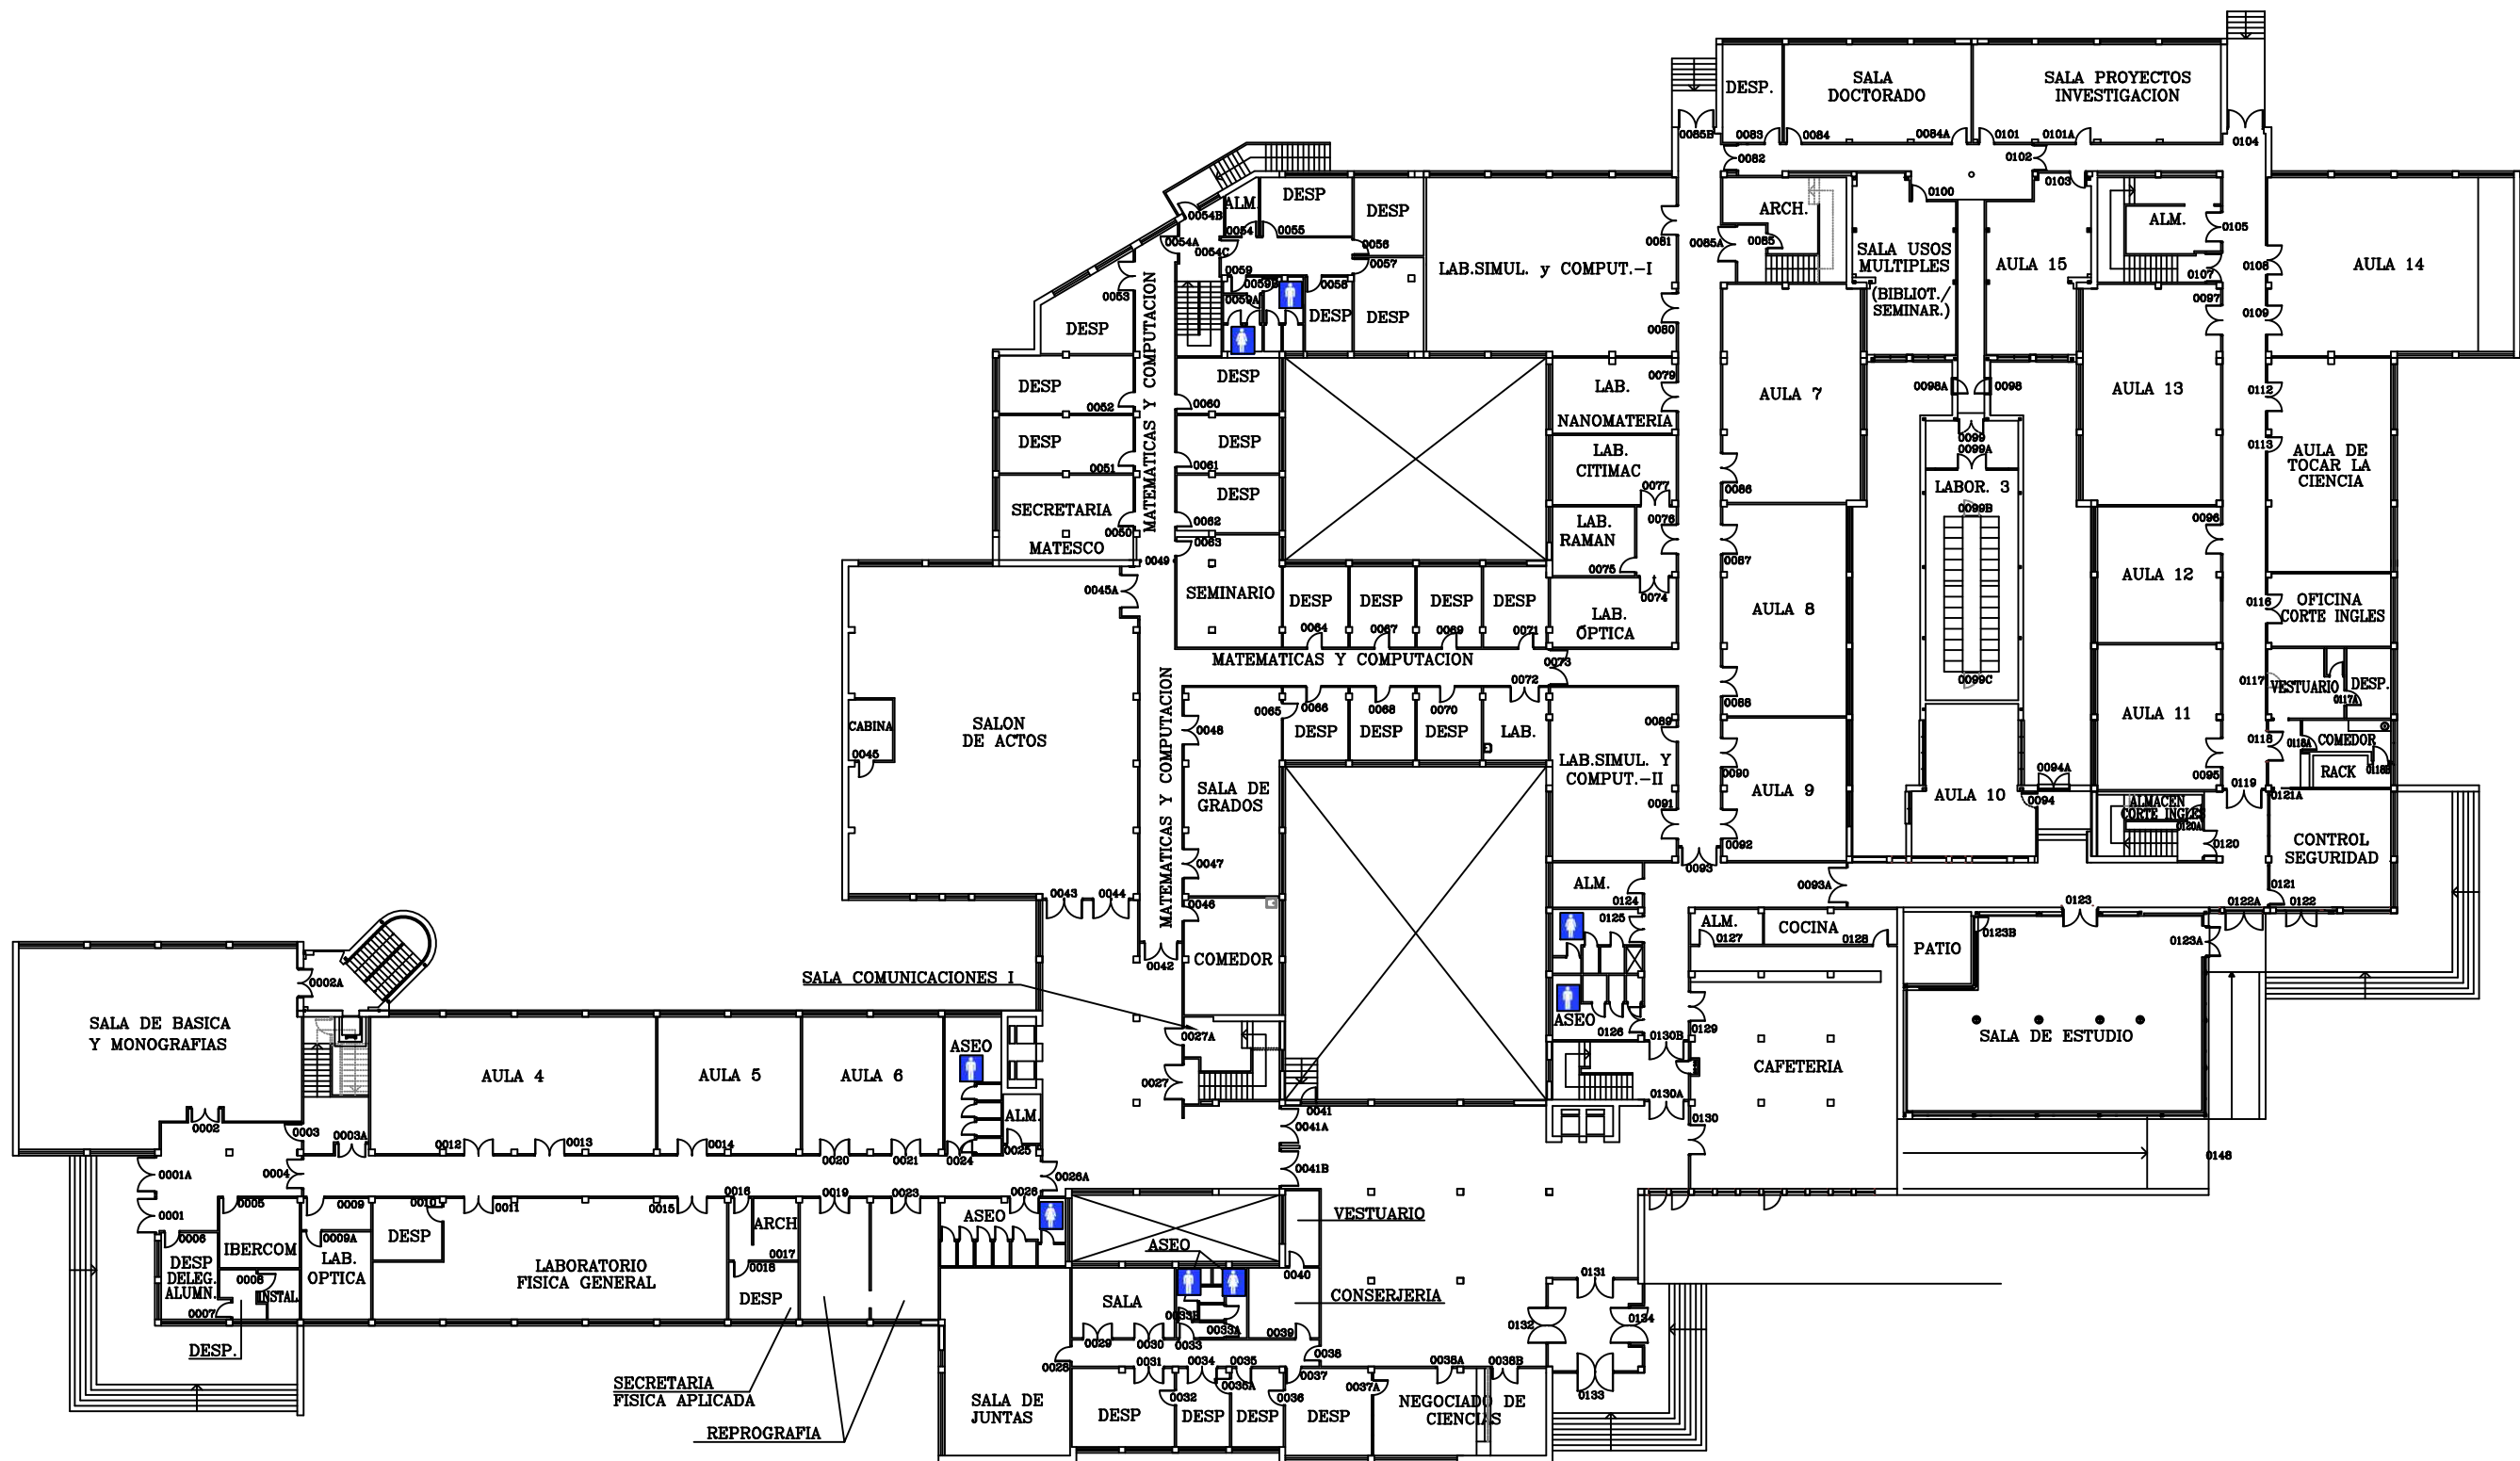 DESP.
SALA
DOCTORADO
SALA PROYECTOS
INVESTIGACION
0085B
0083
0084
0084A
0101
0101A
0104
0082
0102
0103
0100
ALM.
DESP
DESP
0054B
0054
0055
0054A
0054C
0056
0057
0059
0059B
0059A
0058
DESP
DESP
LAB.SIMUL. y COMPUT.-I
0081
0080
ARCH.
0085A
0085
SALA USOS
MULTIPLES
(BIBLIOT./
SEMINAR.)
AULA 15
ALM.
0105
0107
0097
0108
0109
AULA 14
0053
DESP
MATEMATICAS Y COMPUTACION
DESP
0052
DESP
0060
DESP
0051
DESP
0061
DESP
0062
SECRETARIA
MATESCO
0050
0063
0049
0045A
SEMINARIO
DESP
DESP
DESP
DESP
0064
0067
0069
0071
LAB.
NANOMATERIA
0079
LAB.
CITIMAC
0077
LAB.
RAMAN
0076
0075
0074
LAB.
OPTICA
AULA 7
0086
0087
AULA 8
0088
0098A
0098
0099
0099A
LABOR. 3
0099B
0099C
AULA 13
0096
AULA 12
AULA 11
0095
0112
0113
AULA DE
TOCAR LA
CIENCIA
0116
OFICINA
CORTE INGLES
0117
VESTUARIO
DESP.
0117A
0118
0118A
COMEDOR
RACK
0118B
MATEMATICAS Y COMPUTACION
0073
0072
0065
0066
0068
0070
DESP
DESP
DESP
LAB.
0089
LAB.SIMUL. Y
COMPUT.-II
0091
0090
AULA 9
0092
AULA 10
0094A
0094
ALMACEN
CORTE INGLES
0120A
0120
0119
0121A
CONTROL
SEGURIDAD
0121
0122A
0122
CABINA
0045
SALON
DE ACTOS
MATEMATICAS Y COMPUTACION
0048
SALA DE
GRADOS
0047
0043
0044
0046
COMEDOR
0042
SALA COMUNICACIONES I
0027A
0027
0093
0093A
ALM.
0124
0125
ASEO
0126
ALM.
0127
COCINA
0128
0129
CAFETERIA
0130B
0130A
0130
0123
0123B
PATIO
0123A
SALA DE ESTUDIO
0148
0002A
SALA DE BASICA
Y MONOGRAFIAS
0002
0003
0003A
AULA 4
AULA 5
AULA 6
ASEO
ALM.
0012
0013
0014
0020
0021
0024
0025
0041
0041A
0041B
0001A
0004
0026A
0001
0005
0009
0010
0011
0015
0016
0019
0023
0026
0006
DESP
DELEG.
ALUMN.
IBERCOM
0008
INSTAL
0007
0009A
LAB.
OPTICA
DESP
LABORATORIO
FISICA GENERAL
ARCH
0017
0018
DESP
ASEO
ASEO
VESTUARIO
0040
CONSERJERIA
SALA
0033B
0033A
0029
0030
0033
0039
0038
0028
0031
0034
0035
0035A
0037
0032
0036
0037A
0038A
0038B
DESP.
SECRETARIA
FISICA APLICADA
REPROGRAFIA
SALA DE
JUNTAS
DESP
DESP
DESP
DESP
NEGOCIADO DE
CIENCIAS
0131
0132
0134
0133